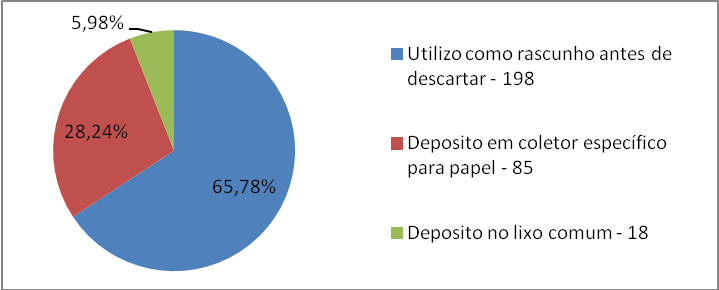 5,98%
28,24%
65,78%
Utilizo como rascunho antes de
descartar - 198
Deposito em coletor específico
para papel - 85
Deposito no lixo comum - 18